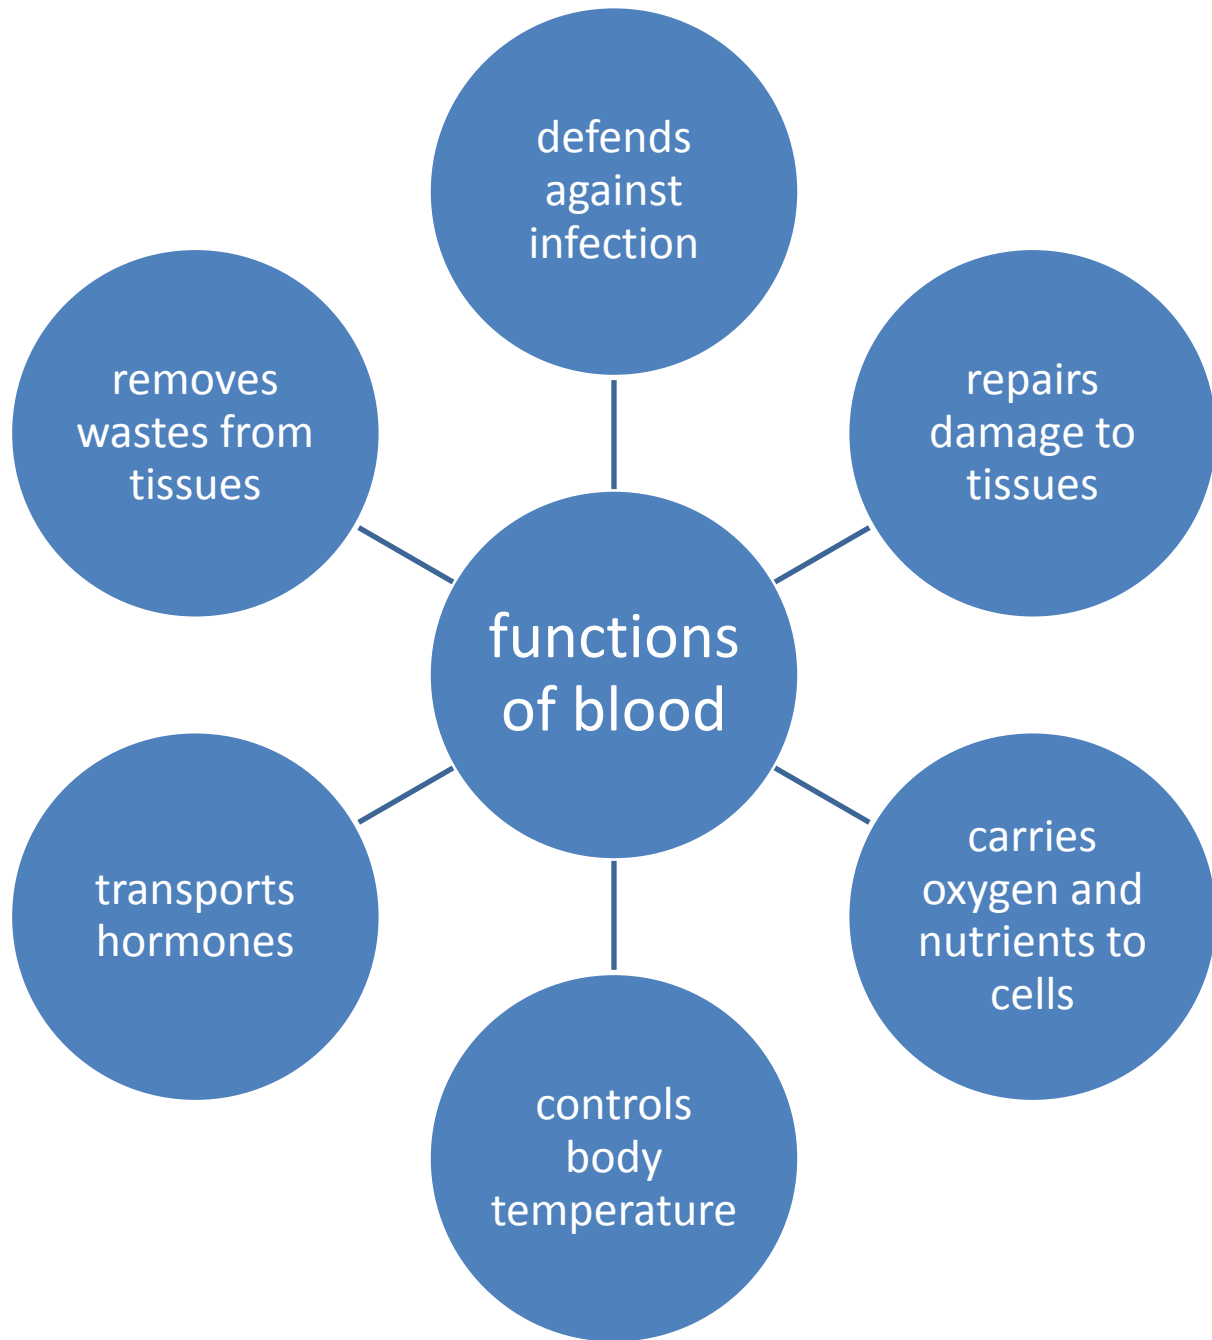 defends
against
infection
removes
wastes from
tissues
repairs
damage to
tissues
functions
of blood
transports
hormones
carries
oxygen and
nutrients to
cells
controls
body
temperature